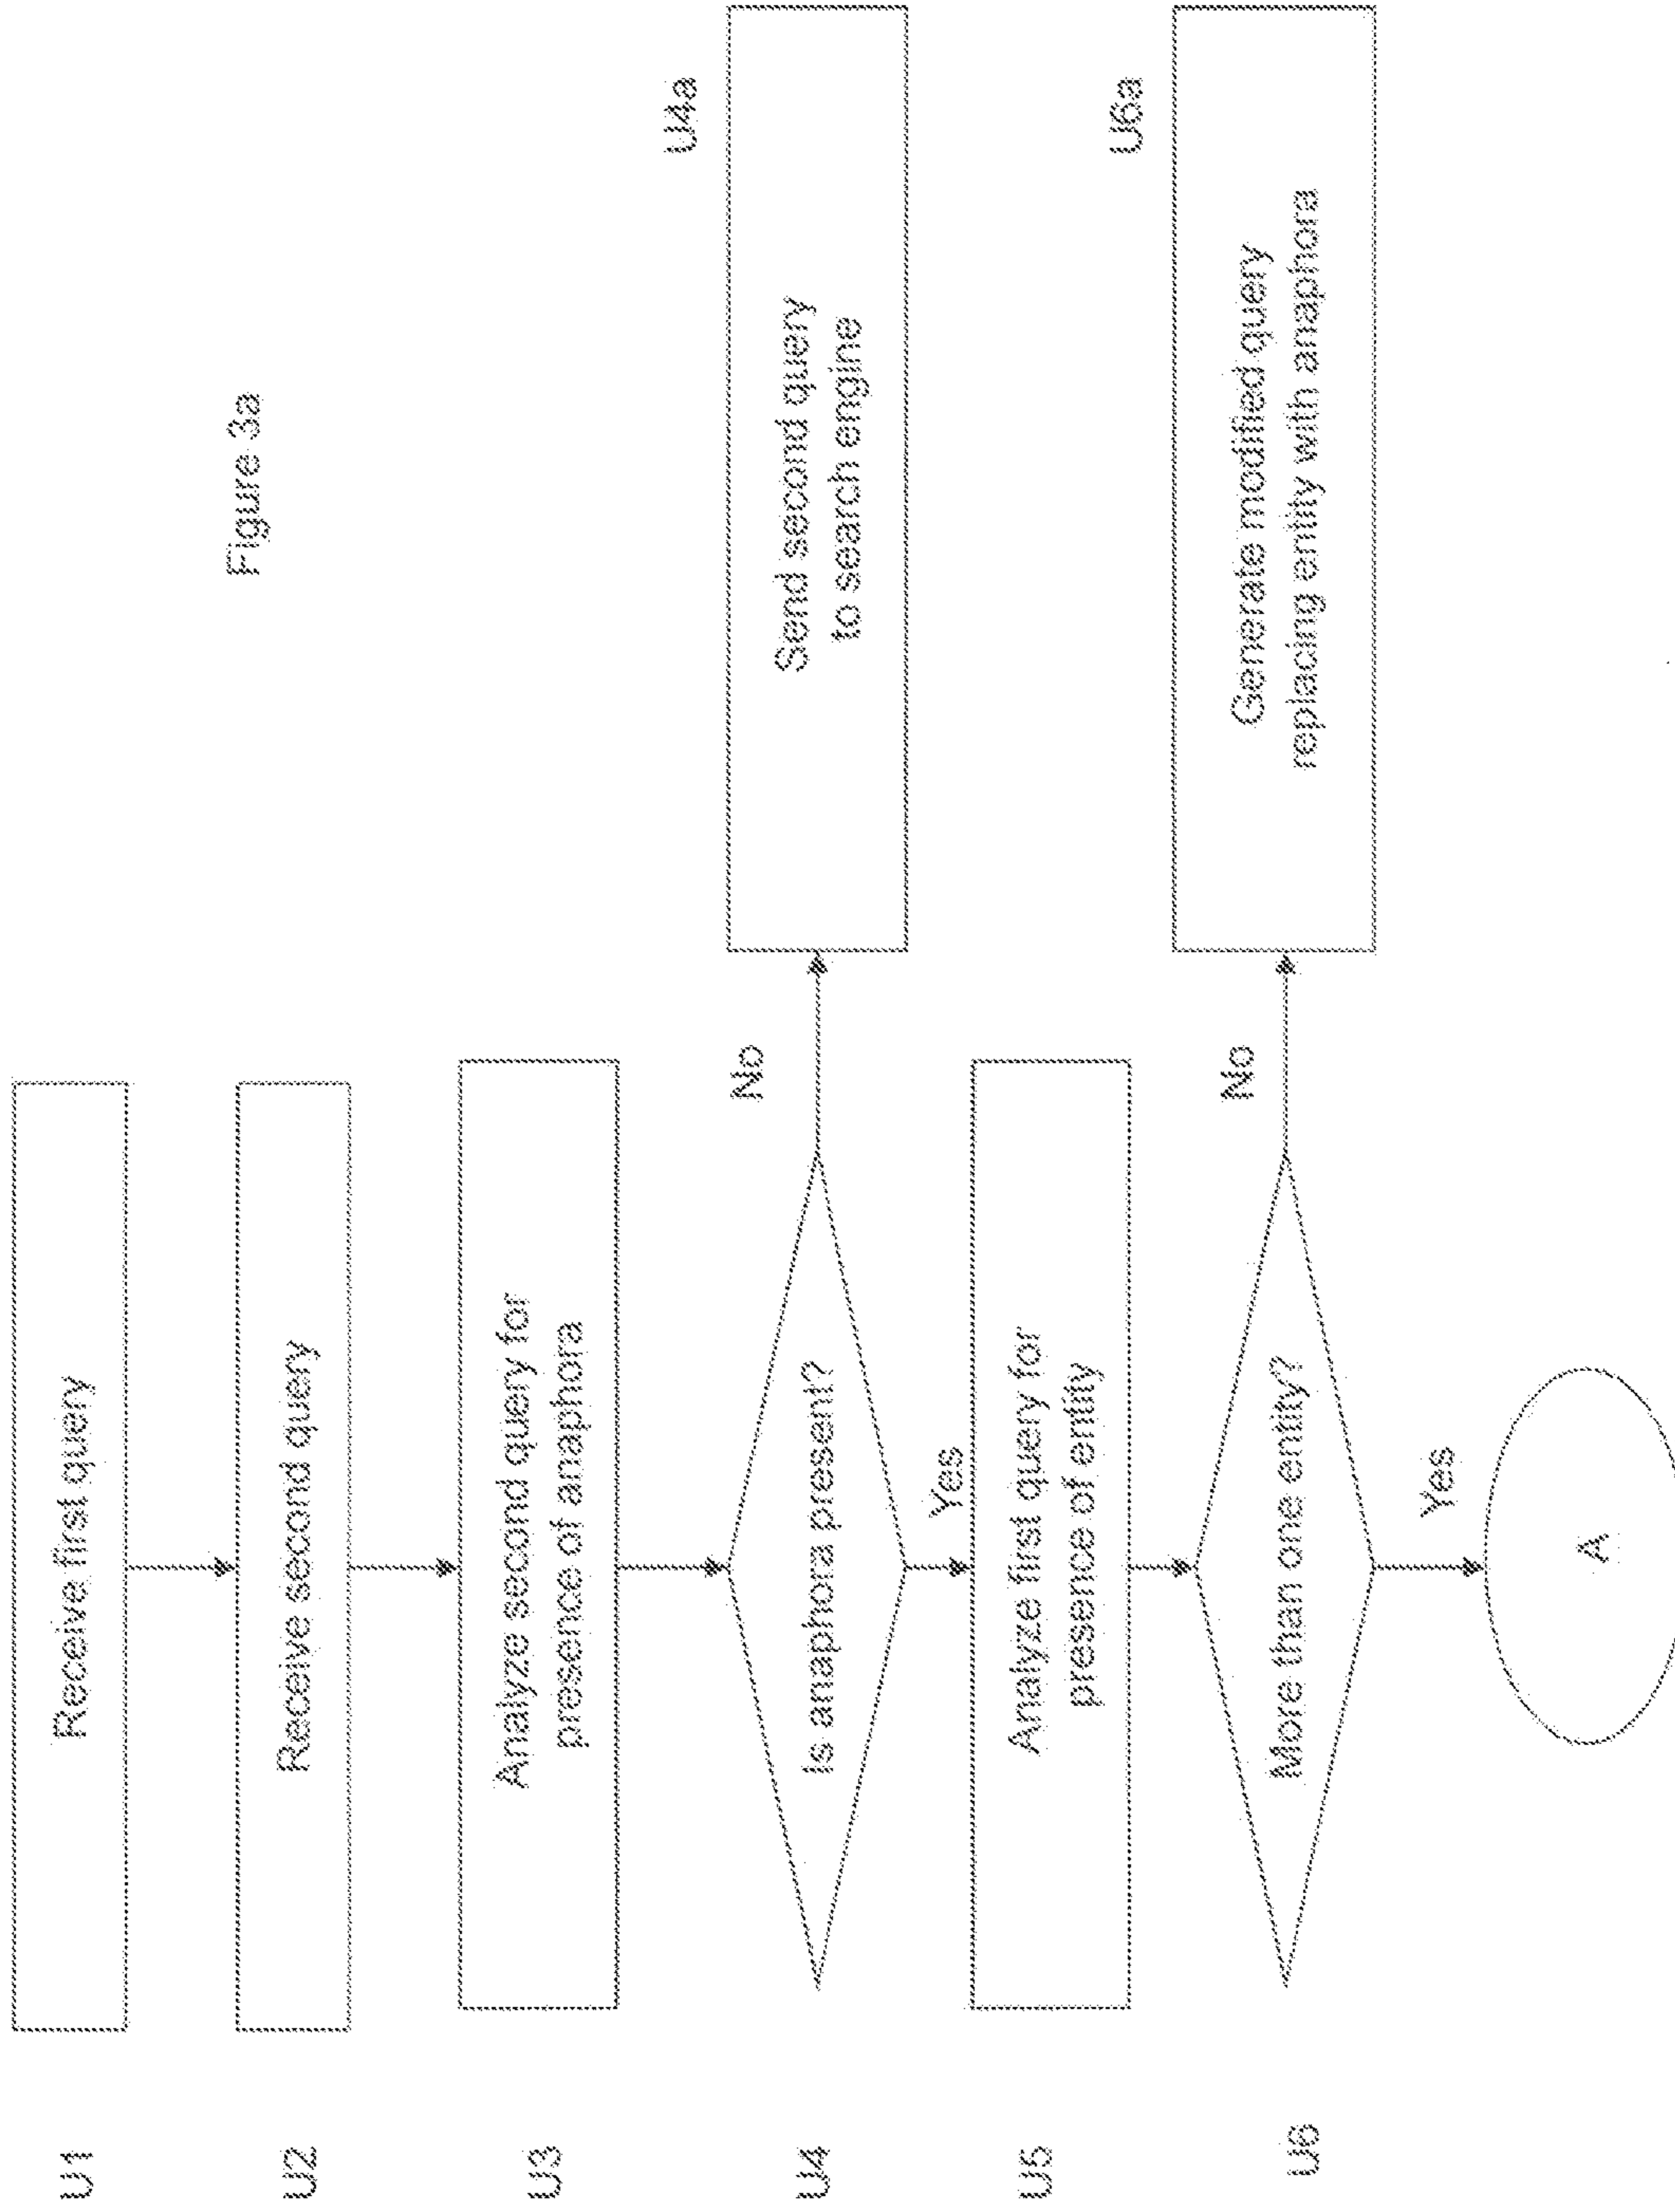 Figure 3a
U1
Receive first query
U2
Receive second query
U3
Analyze second query for
presence of anaphora
U4
Is anaphora present?
No
U4a
Send second query
to search engine
Yes
U5
Analyze first query for
presence of entity
U6
More than one entity?
No
U6a
Generate modified query
replacing entity with anaphora
Yes
A